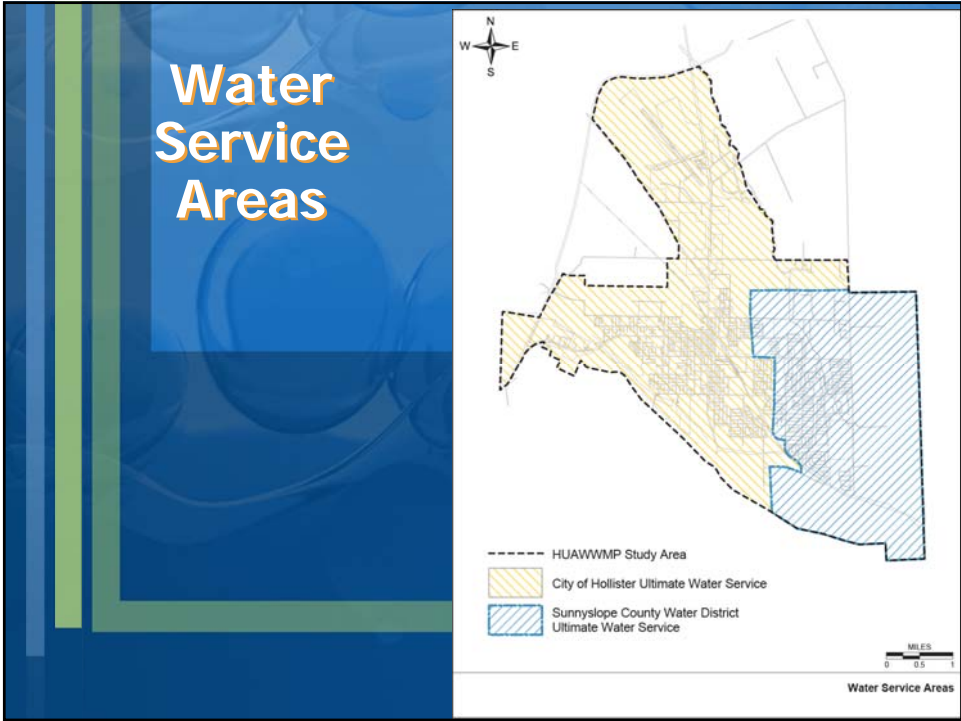 Water
Service
Areas
N
W E
S
HUAWWMP Study Area
City of Hollister Ultimate Water Service
Sunnyslope County Water District
Ultimate Water Service
MILES
0 0.5 1
Water Service Areas